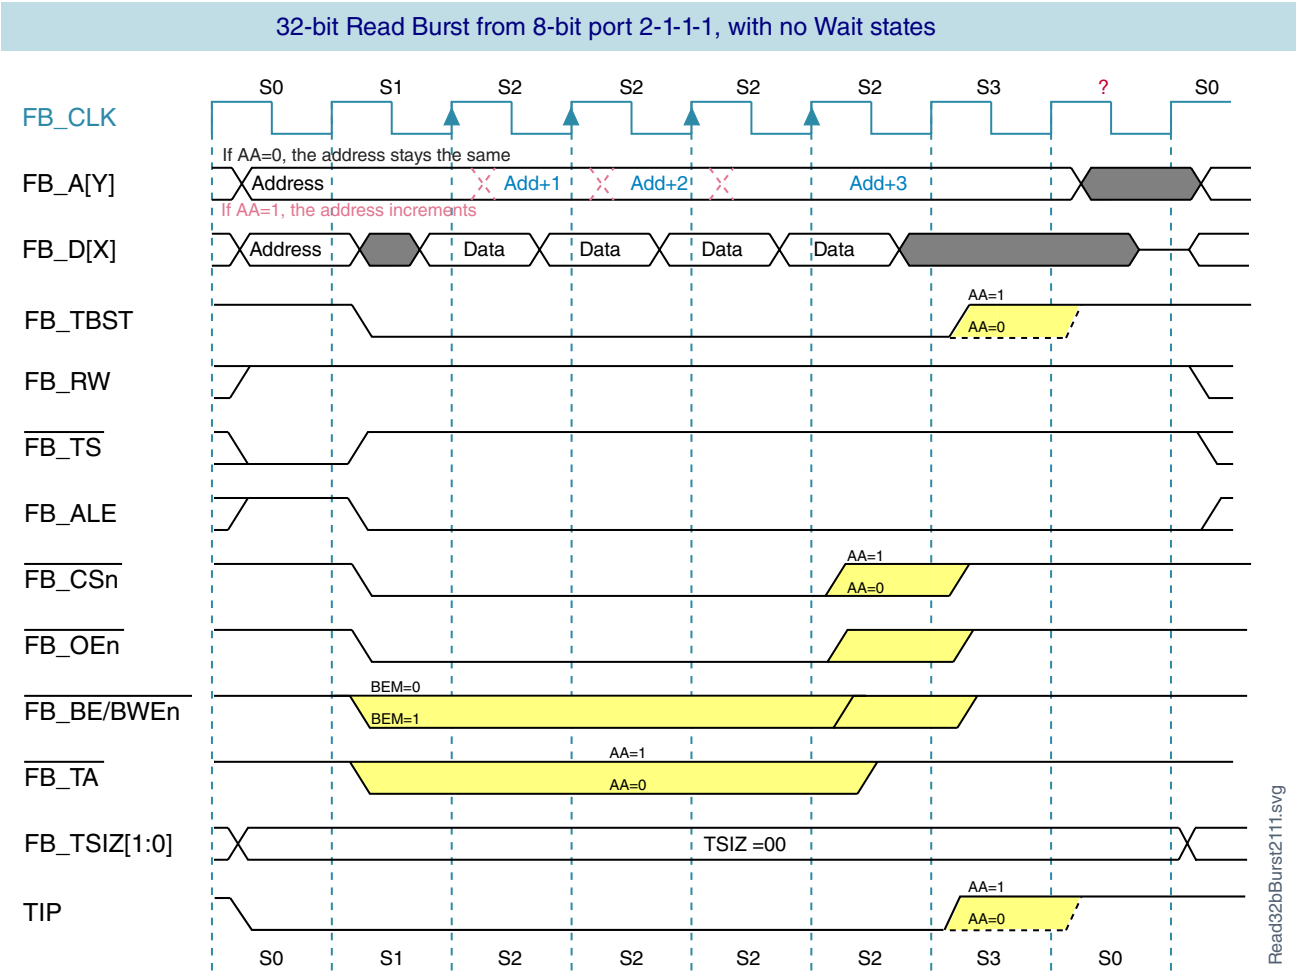 32-bit Read Burst from 8-bit port 2-1-1-1, with no Wait states
S0 S1 S2 S2 S2 S2 S3 ? S0
FB_CLK
If AA=0, the address stays the same
FB_A[Y] Address Add+1 Add+2 Add+3
If AA=1, the address increments
FB_D[X] Address Data Data Data Data
AA=1
FB_TBST
AA=0
FB_RW
FB_TS
FB_ALE
AA=1
FB_CSn
AA=0
FB_OEn
BEM=0
FB_BE/BWEn
BEM=1
AA=1
FB_TA
AA=0
FB_TSIZ[1:0] TSIZ =00
AA=1
TIP
AA=0
S0 S1 S2 S2 S2 S2 S3 S0
Read32bBurst2111.svg